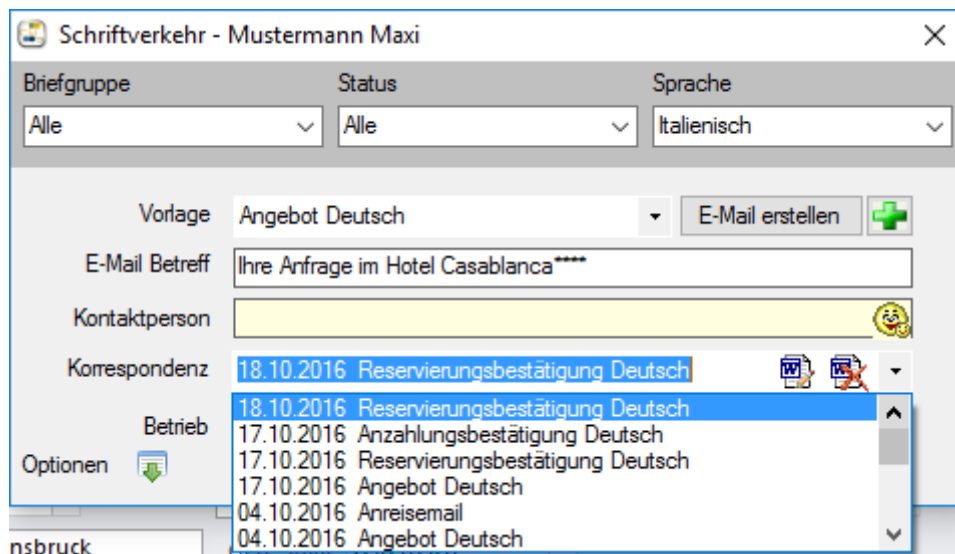 Schriftverkehr - Mustermann Maxi
Briefgruppe Status Sprache
Alle Alle Italienisch
Vorlage Angebot Deutsch E-Mail erstellen
E-Mail Betreff Ihre Anfrage im Hotel Casablanca****
Kontaktperson
Korrespondenz 18.10.2016 Reservierungsbestätigung Deutsch
18.10.2016 Reservierungsbestätigung Deutsch
Betrieb 17.10.2016 Anzahlungsbestätigung Deutsch
Optionen 17.10.2016 Reservierungsbestätigung Deutsch
17.10.2016 Angebot Deutsch
04.10.2016 Anreisemail
04.10.2016 Angebot Deutsch
nsbruck